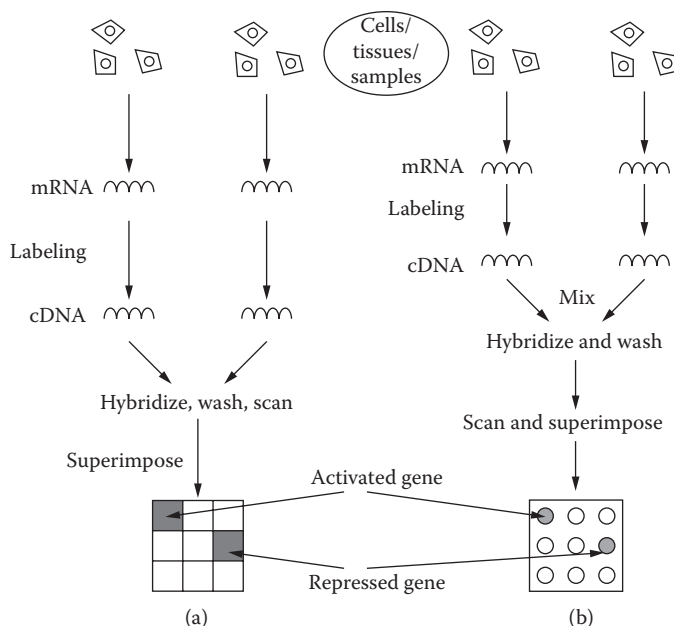 Cells/
tissues/
samples
mRNA
Labeling
cDNA
Hybridize, wash, scan
Superimpose
mRNA
Labeling
cDNA
Mix
Hybridize and wash
Scan and superimpose
Activated gene
Repressed gene
(a)
(b)